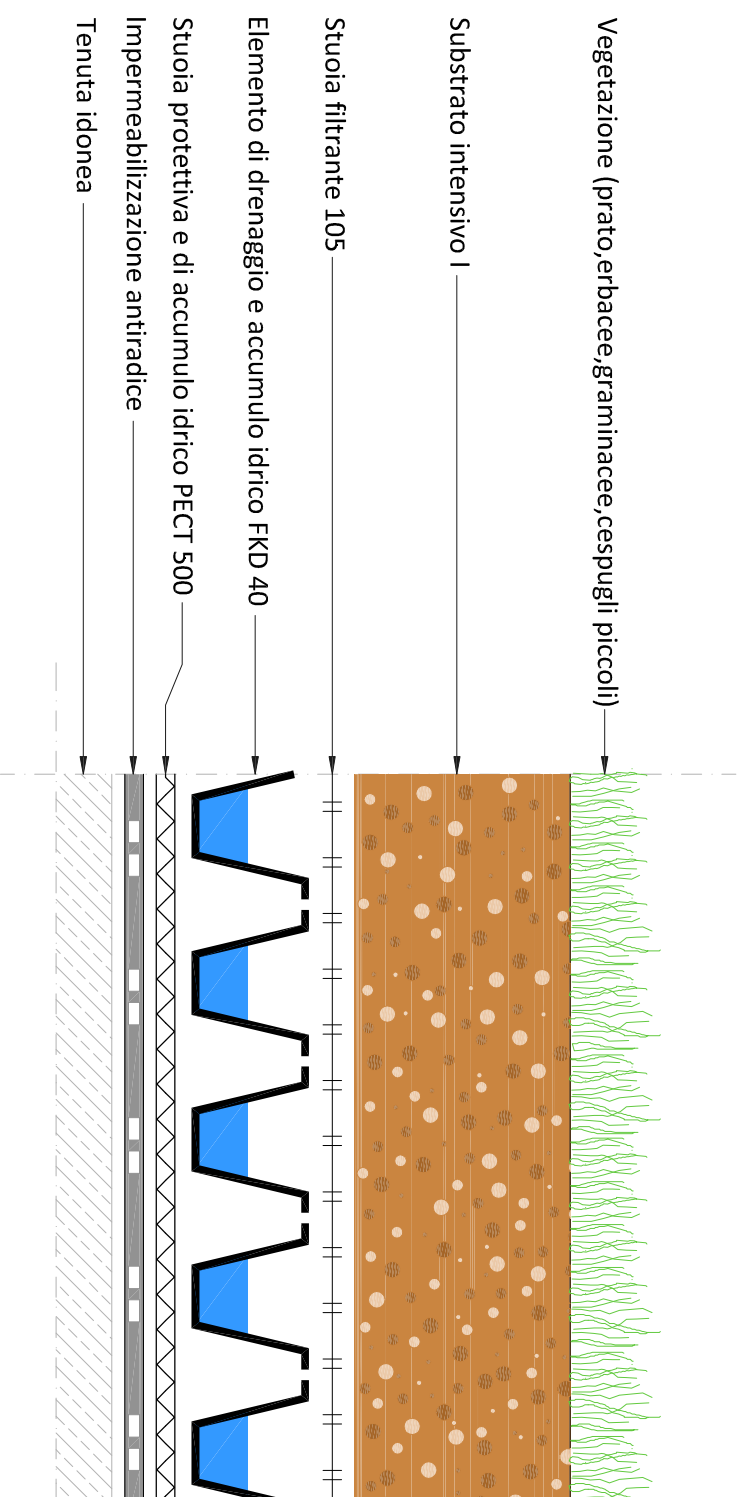 Vegetazione (prato,erbacee,graminacee,cespugli piccoli)
Substrato intensivo I
Stuoia filtrante 105
Elemento di drenaggio e accumulo idrico FKD 40
Stuoia protettiva e di accumulo idrico PECT 500
Impermeabilizzazione antiradice
Tenuta idonea